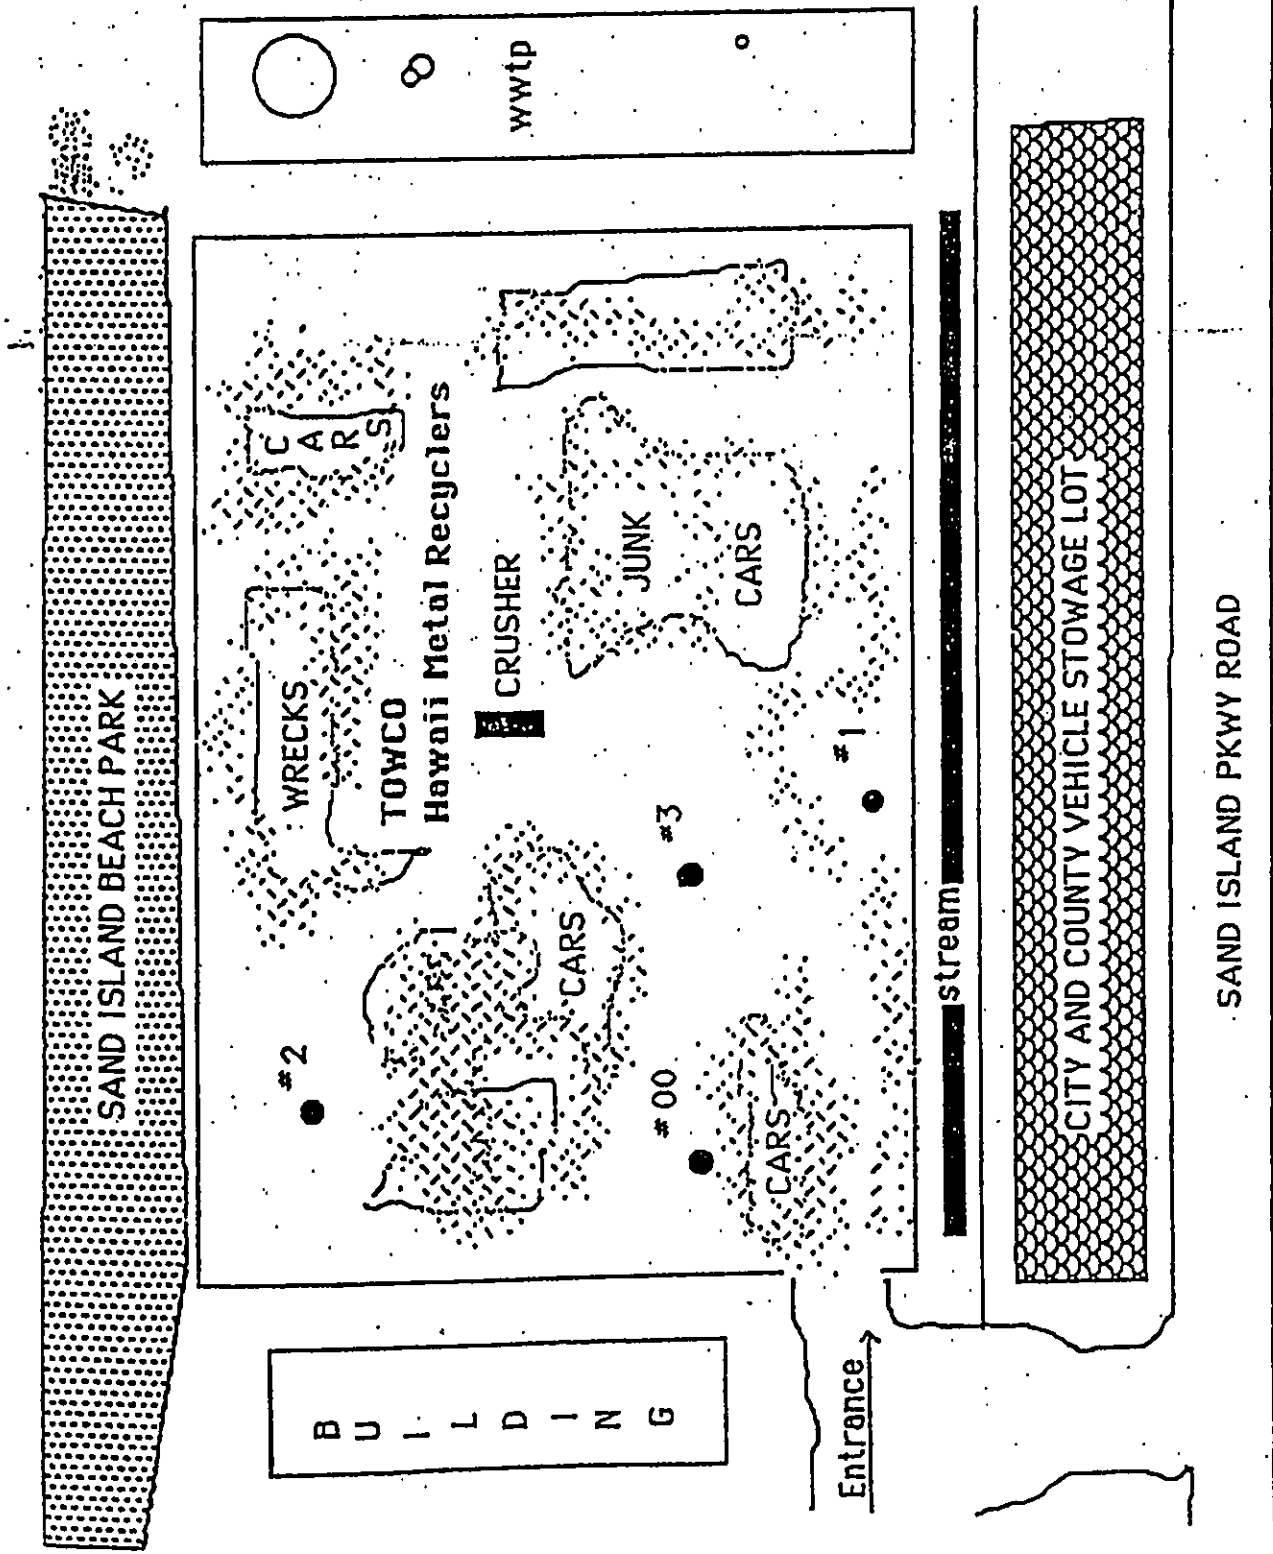 SAND ISLAND BEACH PARK
wwtp
CARS
WRECKS
TOWCO
Hawaii Metal Recyclers
CRUSHER
JUNK
CARS
CARS
#2
#3
#1
#00
CARS
BUILDING
Entrance
stream
CITY AND COUNTY VEHICLE STOWAGE LOT
SAND ISLAND PKWY ROAD